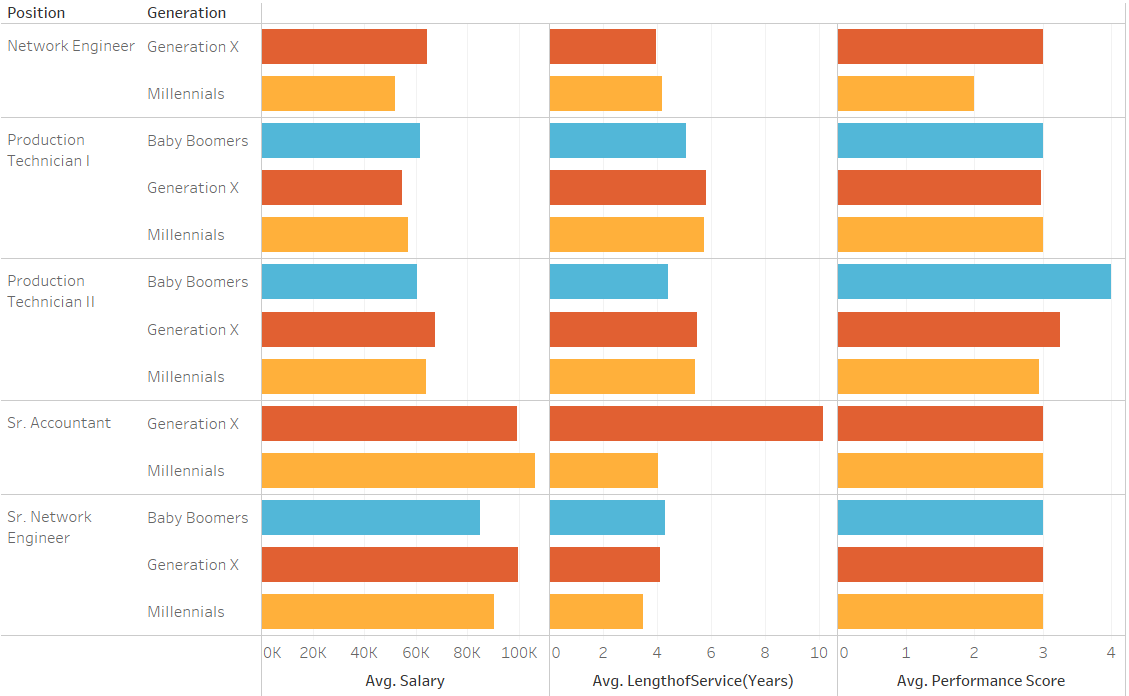 Position Generation
Network Engineer Generation X
Millennials
Production Technician I Baby Boomers
Generation X
Millennials
Production Technician II Baby Boomers
Generation X
Millennials
Sr. Accountant Generation X
Millennials
Sr. Network Engineer Baby Boomers
Generation X
Millennials
0K 20K 40K 60K 80K 100K 0 2 4 6 8 10 0 1 2 3 4
Avg. Salary Avg. LengthofService(Years) Avg. Performance Score